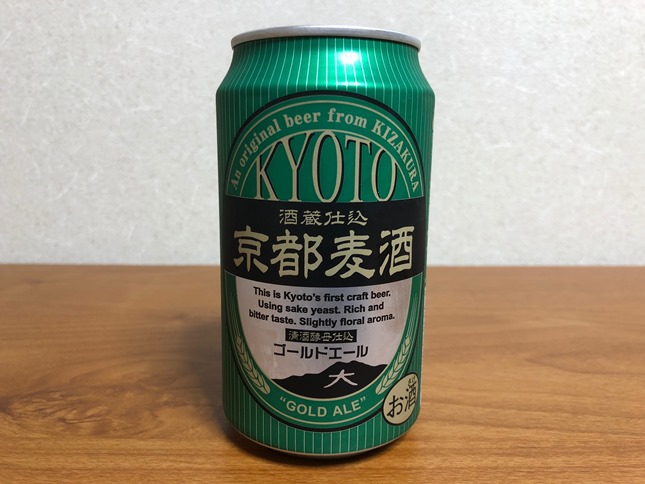 An original beer from KIZAKURA
KYOTO
酒蔵仕込
京都麦酒
This is Kyoto's first craft beer.
Using sake yeast. Rich and
bitter taste. Slightly floral aroma.
清酒酵母仕込
ゴールドエール
大
"GOLD ALE"
お酒